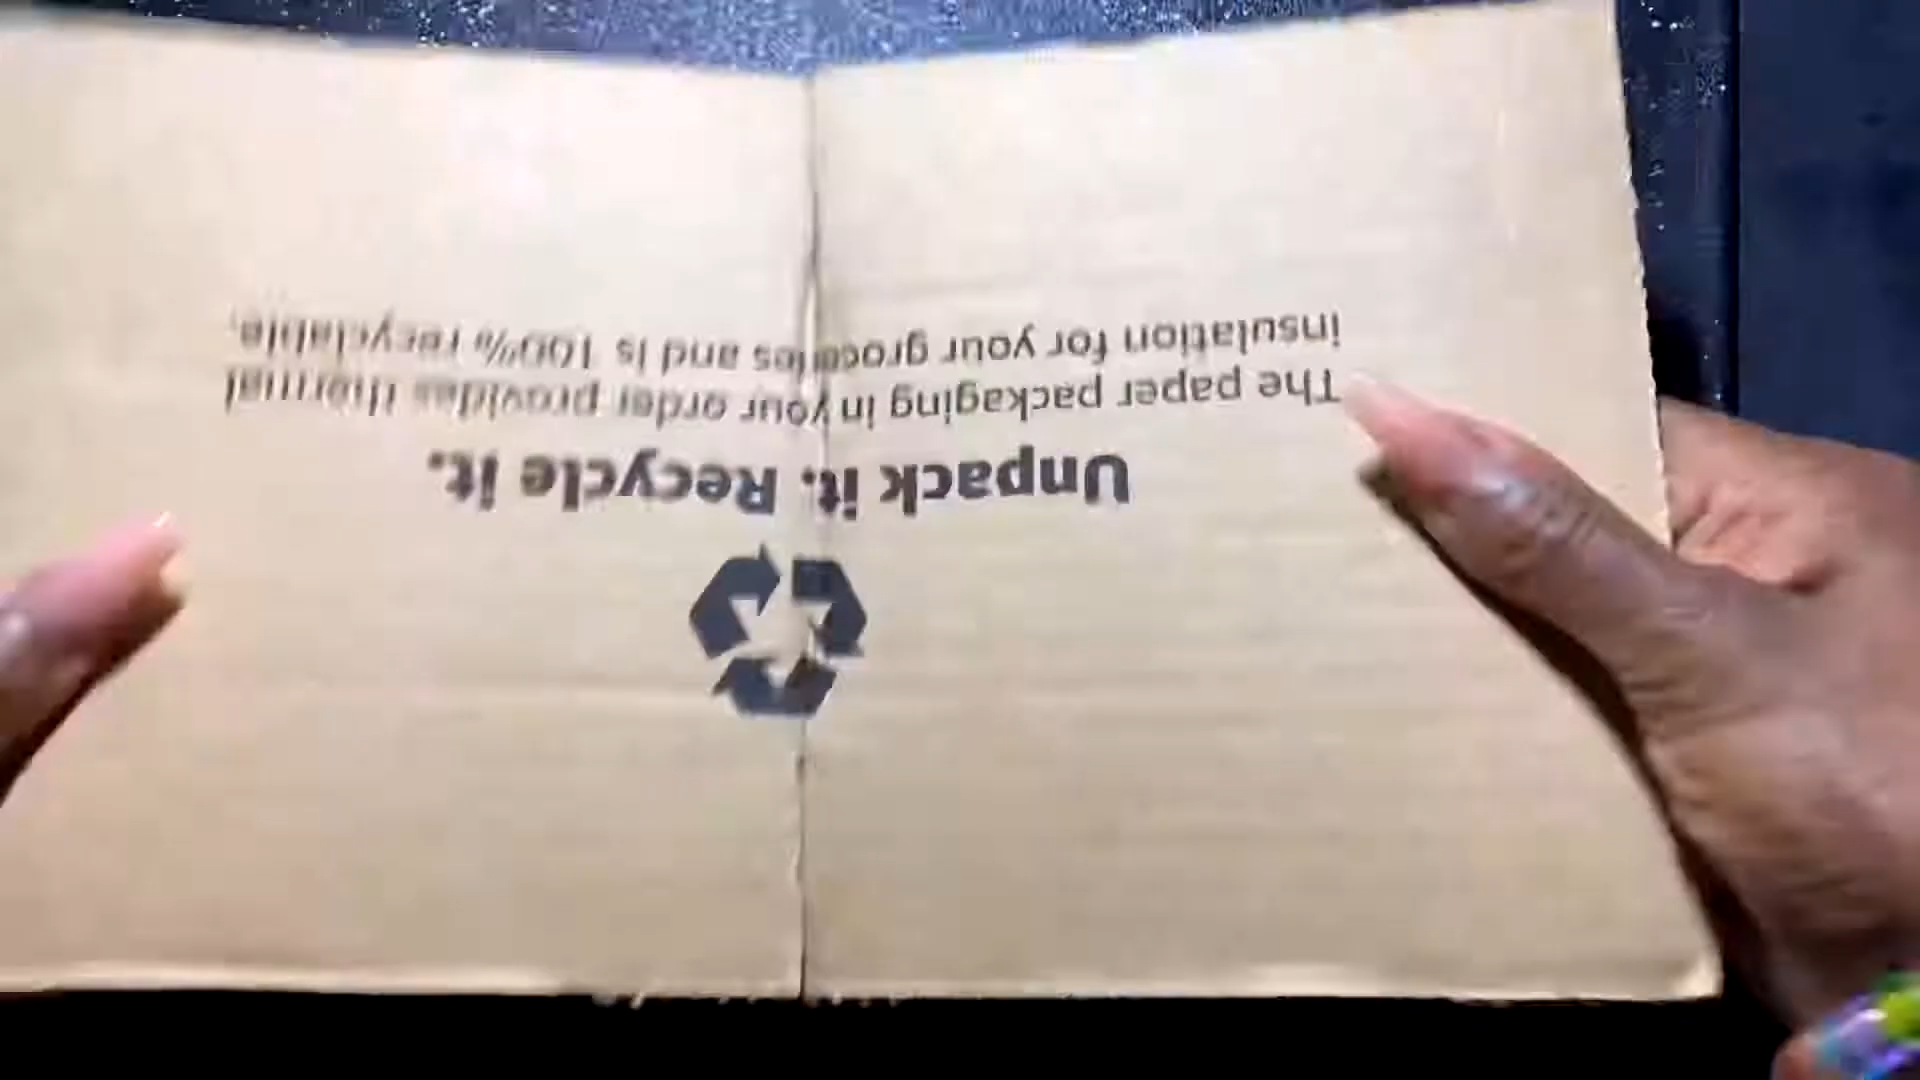 Unpack it. Recycle it.
The paper packaging in your order provides thermal
insulation for your groceries and is 100% recyclable.